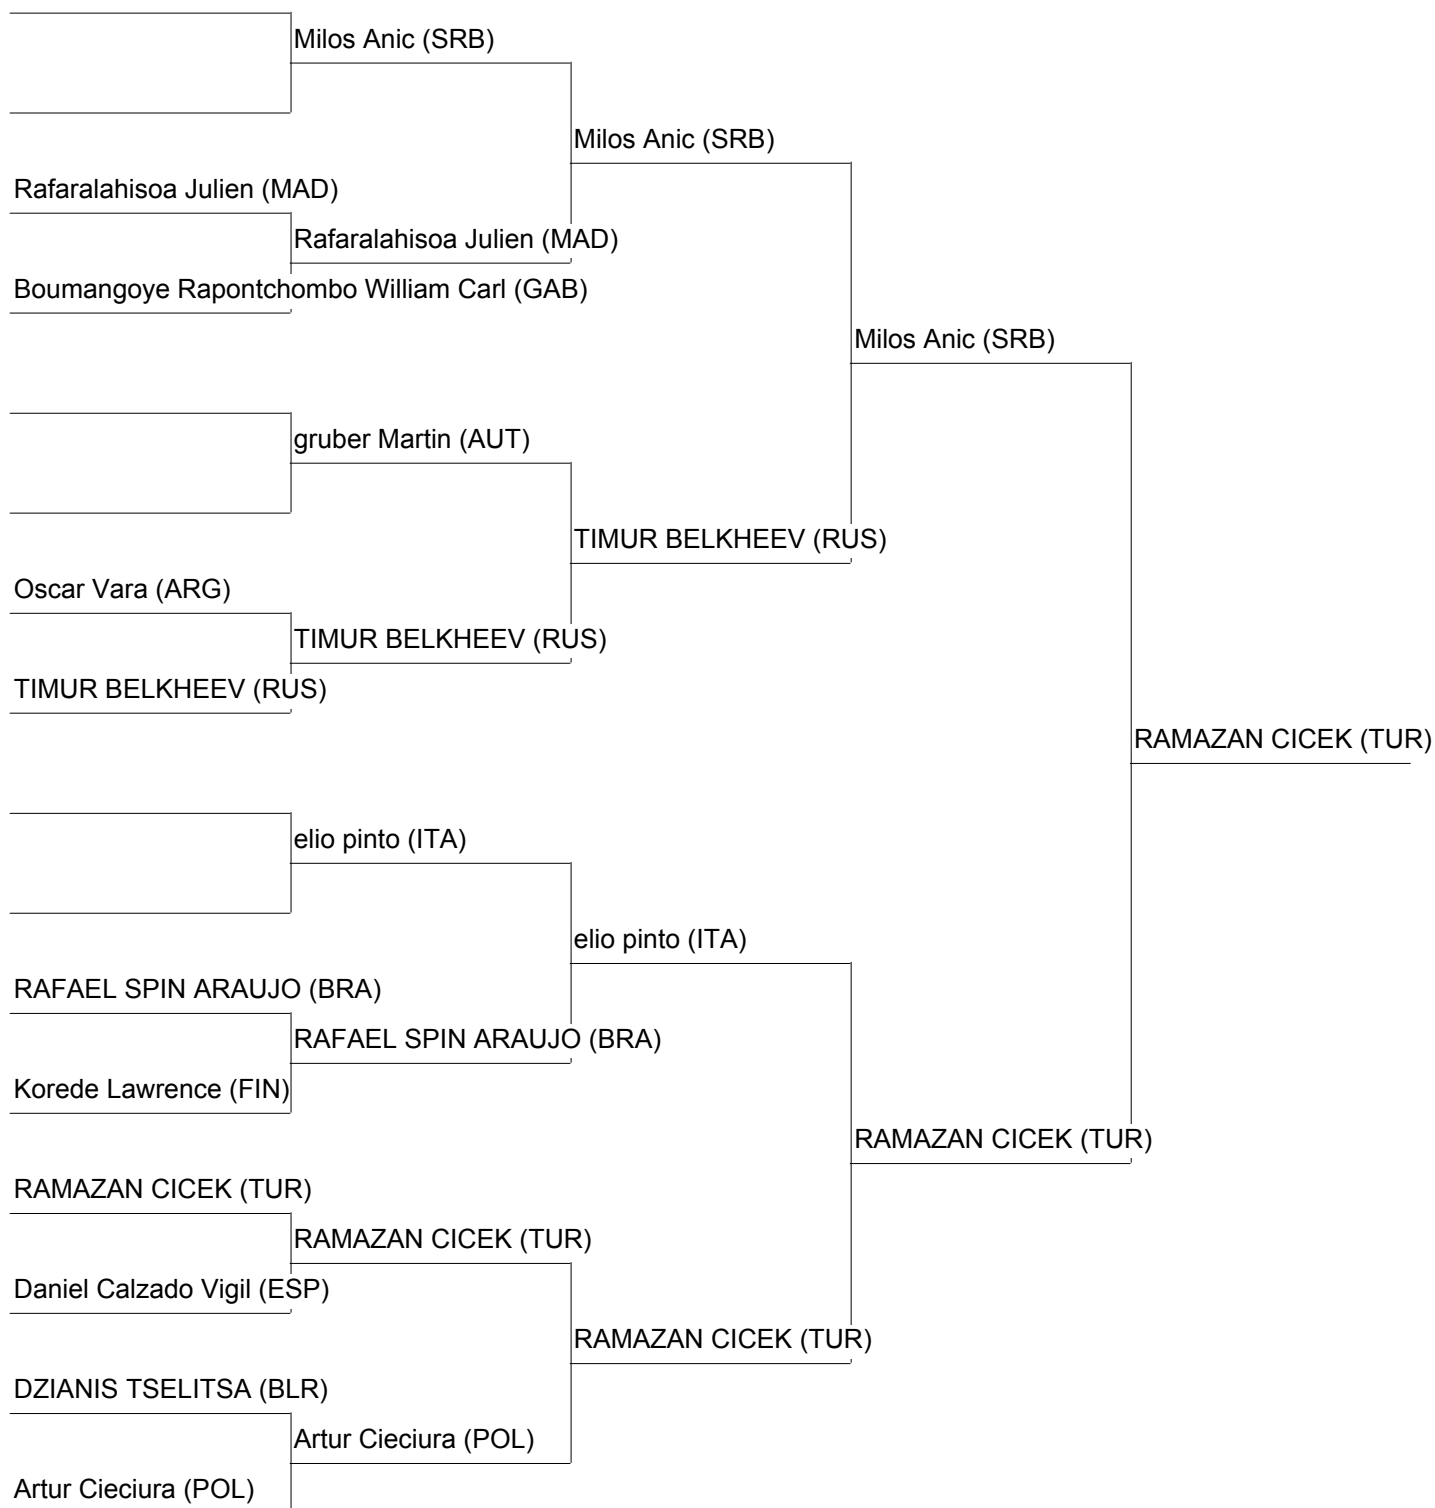 Milos Anic (SRB)
Milos Anic (SRB)
Rafaralahisoa Julien (MAD)
Rafaralahisoa Julien (MAD)
Boumangoye Rapontchombo William Carl (GAB)
Milos Anic (SRB)
gruber Martin (AUT)
TIMUR BELKHEEV (RUS)
Oscar Vara (ARG)
TIMUR BELKHEEV (RUS)
TIMUR BELKHEEV (RUS)
RAMAZAN CICEK (TUR)
elio pinto (ITA)
elio pinto (ITA)
RAFAEL SPIN ARAUJO (BRA)
RAFAEL SPIN ARAUJO (BRA)
Korede Lawrence (FIN)
RAMAZAN CICEK (TUR)
RAMAZAN CICEK (TUR)
RAMAZAN CICEK (TUR)
Daniel Calzado Vigil (ESP)
RAMAZAN CICEK (TUR)
DZIANIS TSELITSA (BLR)
Artur Cieciura (POL)
Artur Cieciura (POL)